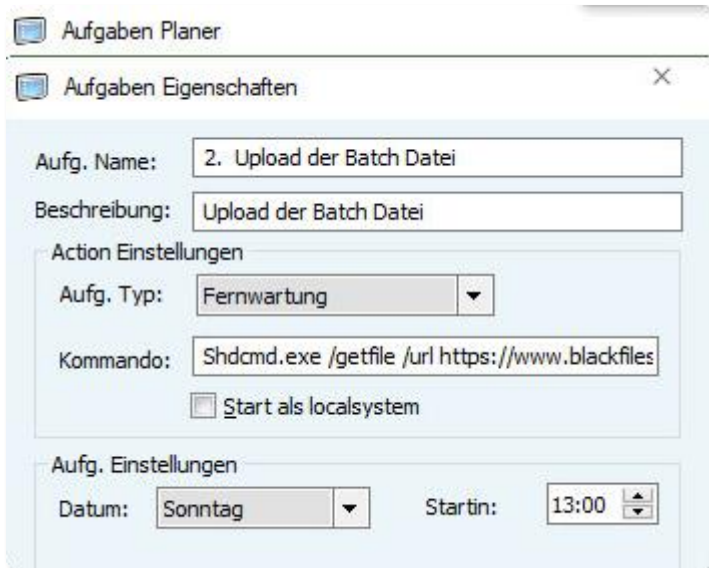 Aufgaben Planer
Aufgaben Eigenschaften
Aufg. Name: 2. Upload der Batch Datei
Beschreibung: Upload der Batch Datei
Action Einstellungen
Aufg. Typ: Fernwartung
Kommando: Shdcmd.exe /getfile /url https://www.blackfiles
Start als localsystem
Aufg. Einstellungen
Datum: Sonntag Startin: 13:00